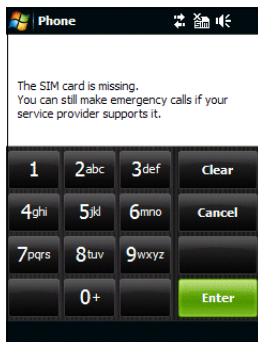 Phone
The SIM card is missing.
You can still make emergency calls if your
service provider supports it.
1 2abc 3def Clear
4ghi 5jkl 6mno Cancel
7pqrs 8tuv 9wxyz
0+ Enter